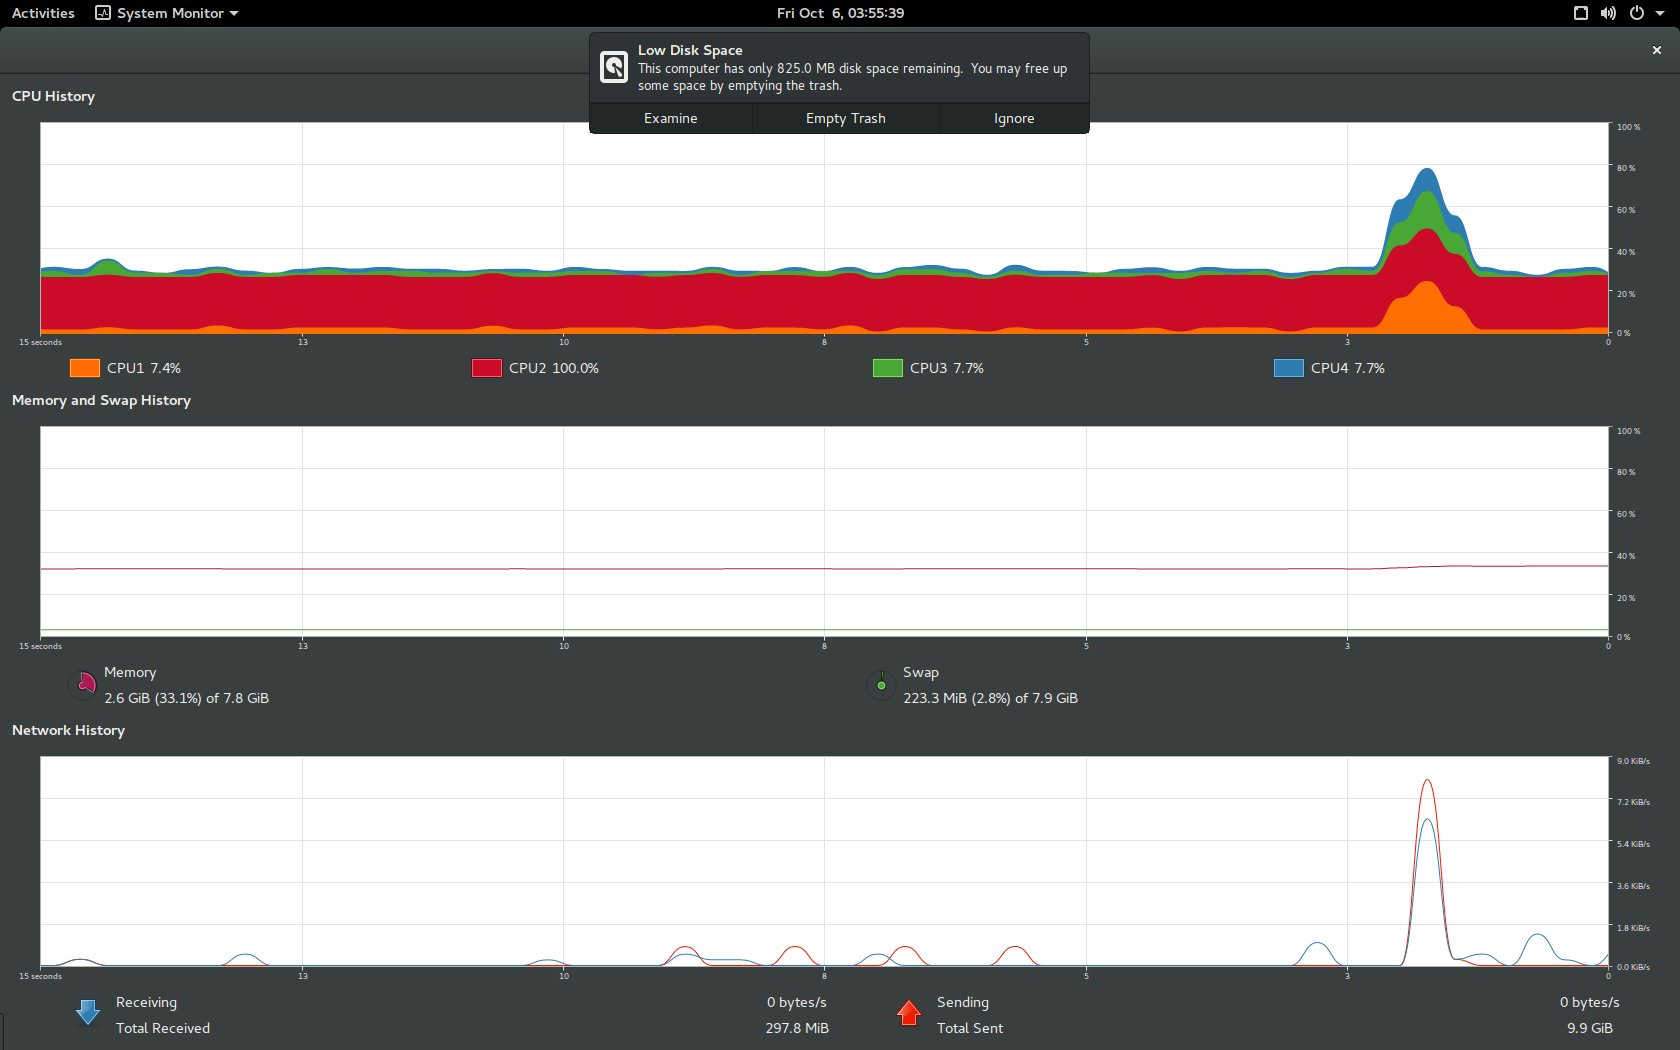 Activities
System Monitor
Fri Oct 6, 03:55:39
Low Disk Space
This computer has only 825.0 MB disk space remaining. You may free up
some space by emptying the trash.
Examine
Empty Trash
Ignore
CPU History
100 %
80 %
60 %
40 %
20 %
0 %
15 seconds
13
10
8
5
3
0
CPU1 7.4%
CPU2 100.0%
CPU3 7.7%
CPU4 7.7%
Memory and Swap History
100 %
80 %
60 %
40 %
20 %
0 %
15 seconds
13
10
8
5
3
0
Memory
2.6 GiB (33.1%) of 7.8 GiB
Swap
223.3 MiB (2.8%) of 7.9 GiB
Network History
9.0 KiB/s
7.2 KiB/s
5.4 KiB/s
3.6 KiB/s
1.8 KiB/s
0.0 KiB/s
15 seconds
13
10
8
5
3
0
Receiving
0 bytes/s
Total Received
297.8 MiB
Sending
0 bytes/s
Total Sent
9.9 GiB